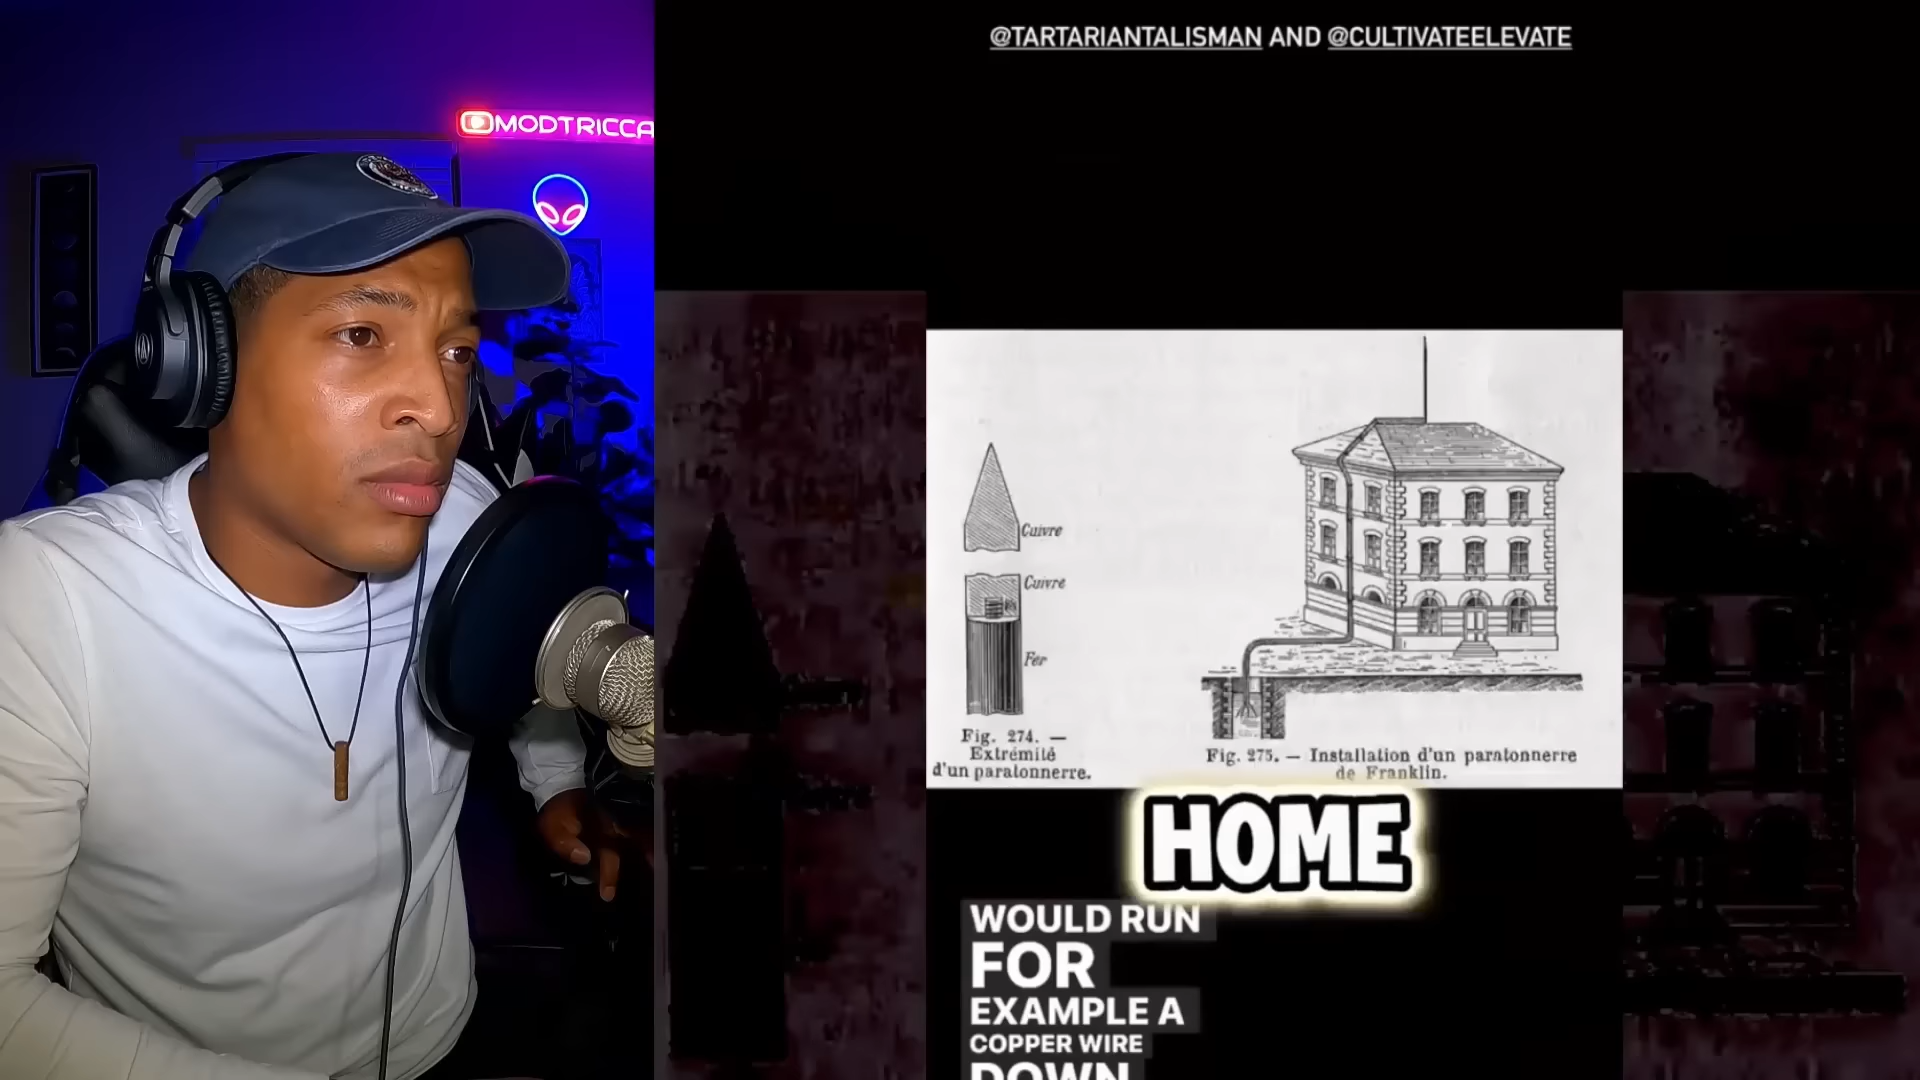 @TARTARIANTALISMAN AND @CULTIVATEELEVATE
MODTRICCA
Cuivre
Cuivre
Fer
Fig. 274. —
Extrémité
d'un paratonnerre.
Fig. 275. — Installation d'un paratonnerre
de Franklin.
HOME
WOULD RUN
FOR
EXAMPLE A
COPPER WIRE
DOWN